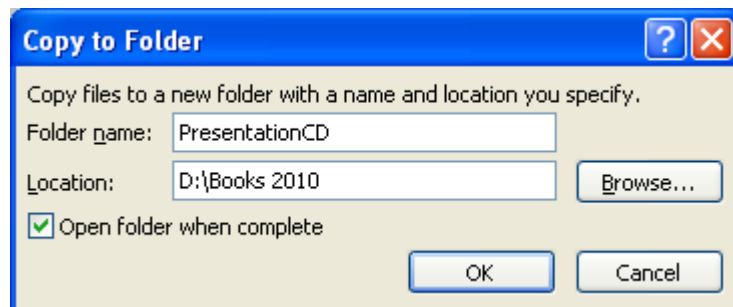 Copy to Folder
Copy files to a new folder with a name and location you specify.
Folder name: PresentationCD
Location: D:\Books 2010 Browse...
Open folder when complete
OK Cancel